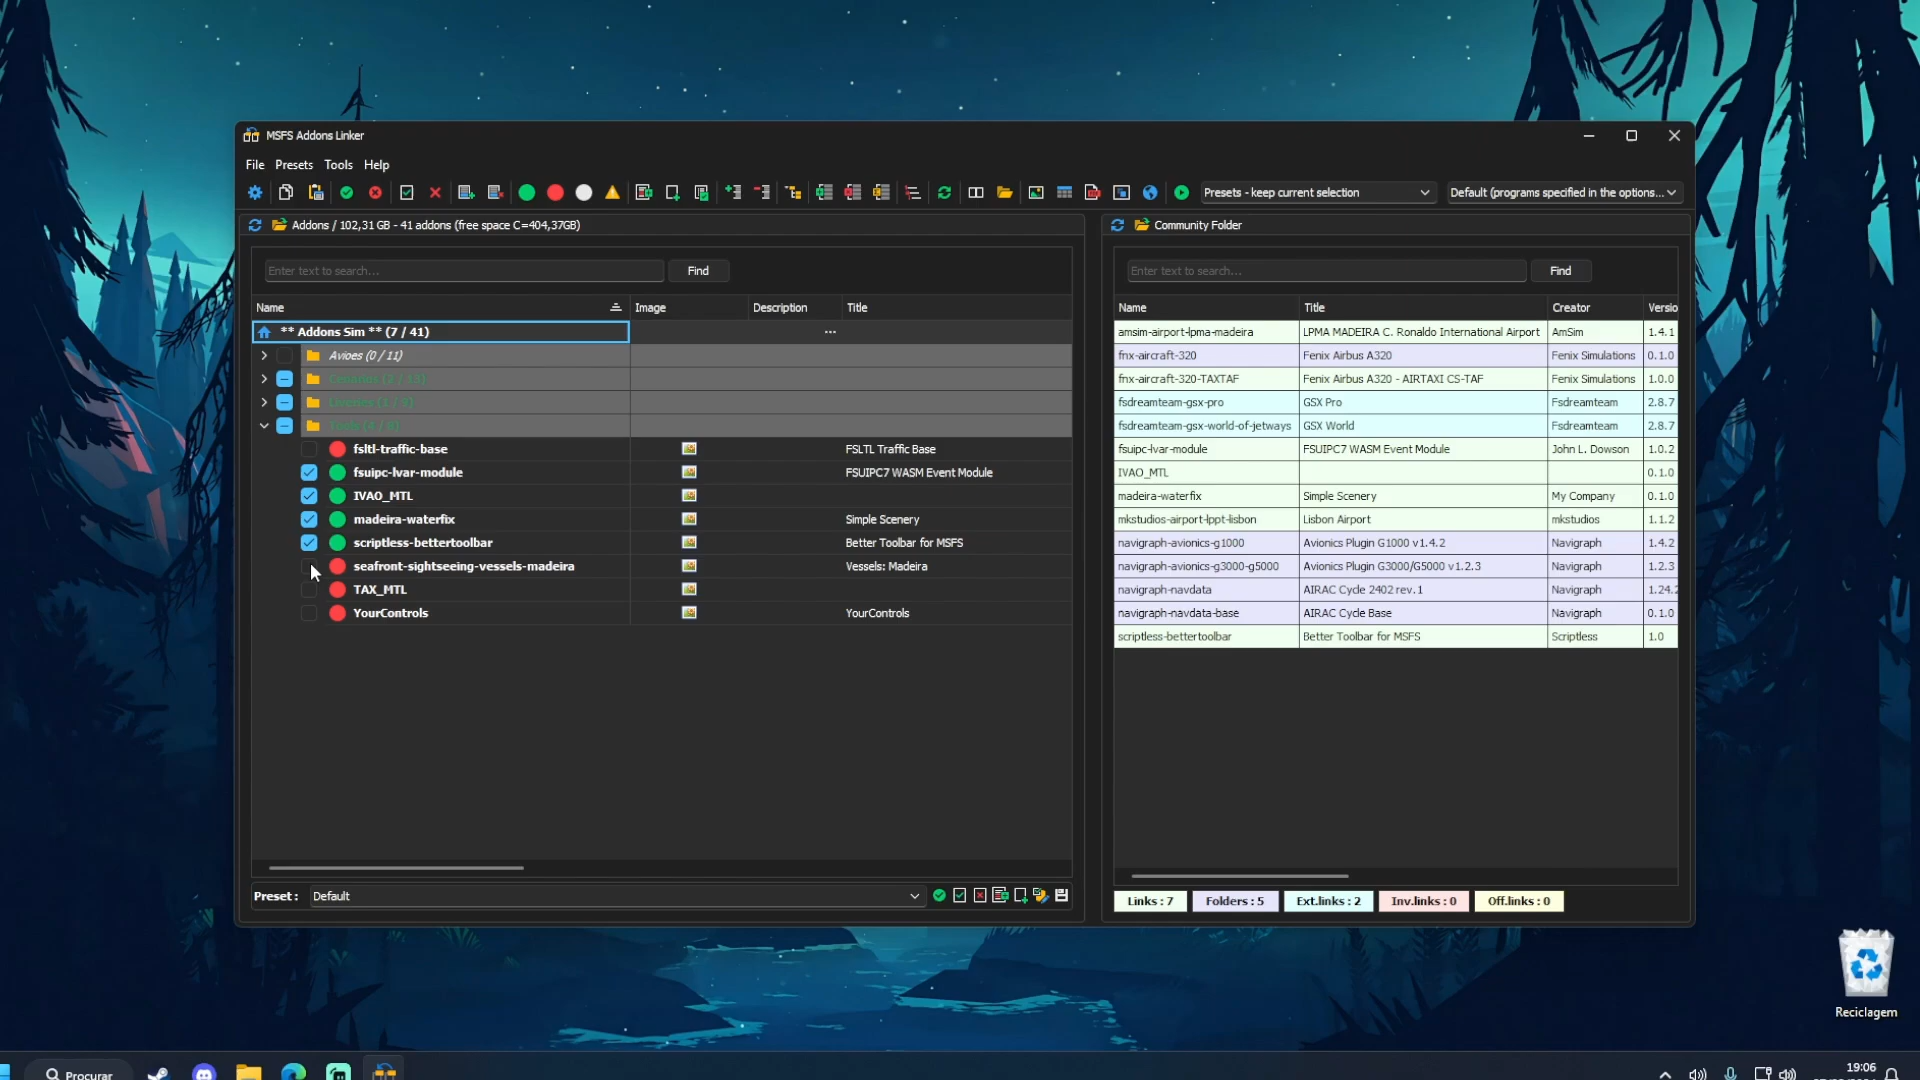 MSFS Addons Linker
File Presets Tools Help
Presets - keep current selection
Default (programs specified in the options...
Addons / 102,31 GB - 41 addons (free space C=404,37GB)
Enter text to search...
Find
Name Image Description Title
** Addons Sim ** (7 / 41) ...
Avioes (0 / 11)
Tools (4 / 8)
fsltl-traffic-base FSLTL Traffic Base
fsuipc-lvar-module FSUIPC7 WASM Event Module
IVAO_MTL
madeira-waterfix Simple Scenery
scriptless-bettertoolbar Better Toolbar for MSFS
seafront-sightseeing-vessels-madeira Vessels: Madeira
TAX_MTL
YourControls YourControls
Preset : Default
Community Folder
Enter text to search...
Find
Name Title Creator Versio
amsim-airport-lpma-madeira LPMA MADEIRA C. Ronaldo International Airport AmSim 1.4.1
fnx-aircraft-320 Fenix Airbus A320 Fenix Simulations 0.1.0
fnx-aircraft-320-TAXTAF Fenix Airbus A320 - AIRTAXI CS-TAF Fenix Simulations 1.0.0
fsdreamteam-gsx-pro GSX Pro Fsdreamteam 2.8.7
fsdreamteam-gsx-world-of-jetways GSX World Fsdreamteam 2.8.7
fsuipc-lvar-module FSUIPC7 WASM Event Module John L. Dowson 1.0.2
IVAO_MTL 0.1.0
madeira-waterfix Simple Scenery My Company 0.1.0
mkstudios-airport-lppt-lisbon Lisbon Airport mkstudios 1.1.2
navigraph-avionics-g1000 Avionics Plugin G1000 v1.4.2 Navigraph 1.4.2
navigraph-avionics-g3000-g5000 Avionics Plugin G3000/G5000 v1.2.3 Navigraph 1.2.3
navigraph-navdata AIRAC Cycle 2402 rev.1 Navigraph 1.24.2
navigraph-navdata-base AIRAC Cycle Base Navigraph 0.1.0
scriptless-bettertoolbar Better Toolbar for MSFS Scriptless 1.0
Links : 7 Folders : 5 Ext.links : 2 Inv.links : 0 Off.links : 0
Reciclagem
Procurar
19:06